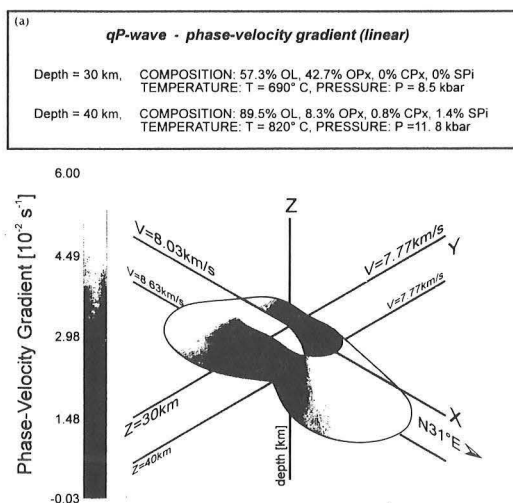 (a)
qP-wave - phase-velocity gradient (linear)
Depth = 30 km, COMPOSITION: 57.3% OL, 42.7% OPx, 0% CPx, 0% SPi
TEMPERATURE: T = 690° C, PRESSURE: P = 8.5 kbar
Depth = 40 km, COMPOSITION: 89.5% OL, 8.3% OPx, 0.8% CPx, 1.4% SPi
TEMPERATURE: T = 820° C, PRESSURE: P =11. 8 kbar
6.00
4.49
2.98
1.48
-0.03
Phase-Velocity Gradient [10⁻² s⁻¹]
Z
V=8.03km/s
V=8.63km/s
V=7.77km/s
Y
V=7.77km/s
X
N31°E
Z=30km
Z=40km
depth [km]